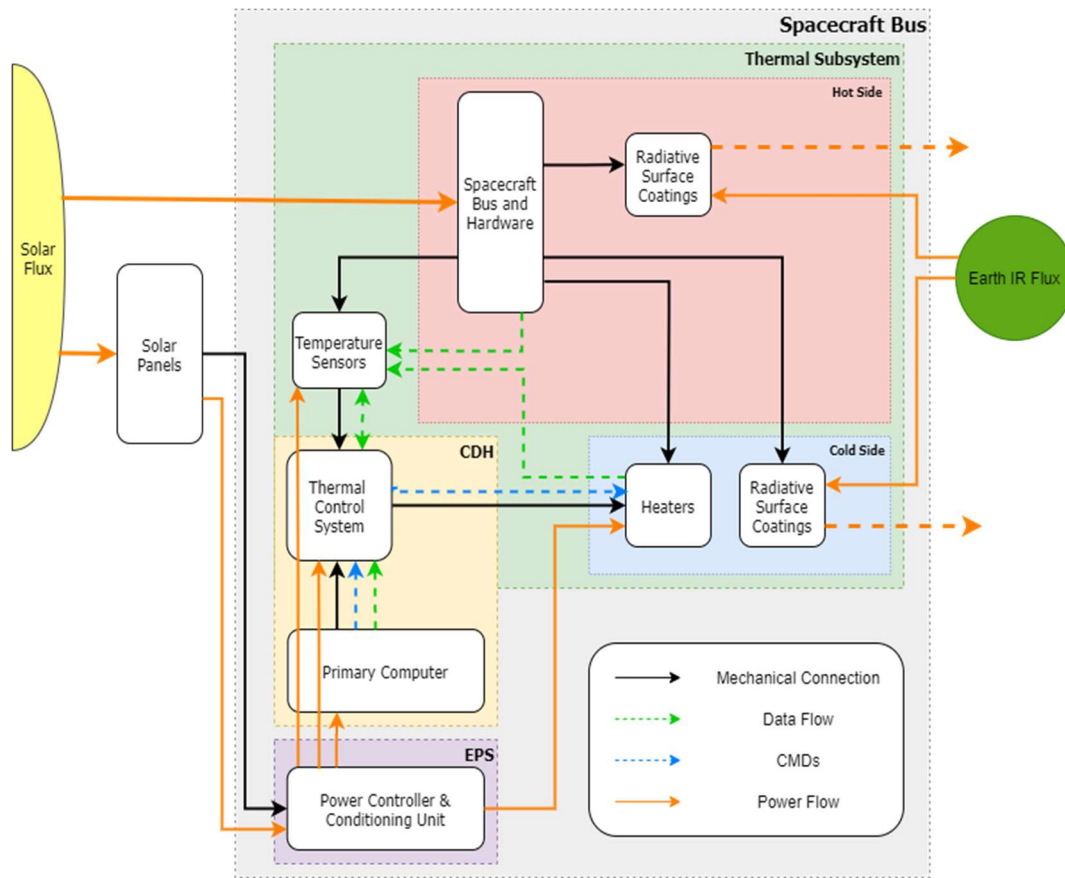 Spacecraft Bus
Thermal Subsystem
Hot Side
Spacecraft
Bus and
Hardware
Radiative
Surface
Coatings
Solar
Flux
Earth IR Flux
Solar
Panels
Temperature
Sensors
CDH
Cold Side
Thermal
Control
System
Heaters
Radiative
Surface
Coatings
Primary Computer
EPS
Power Controller &
Conditioning Unit
Mechanical Connection
Data Flow
CMDs
Power Flow